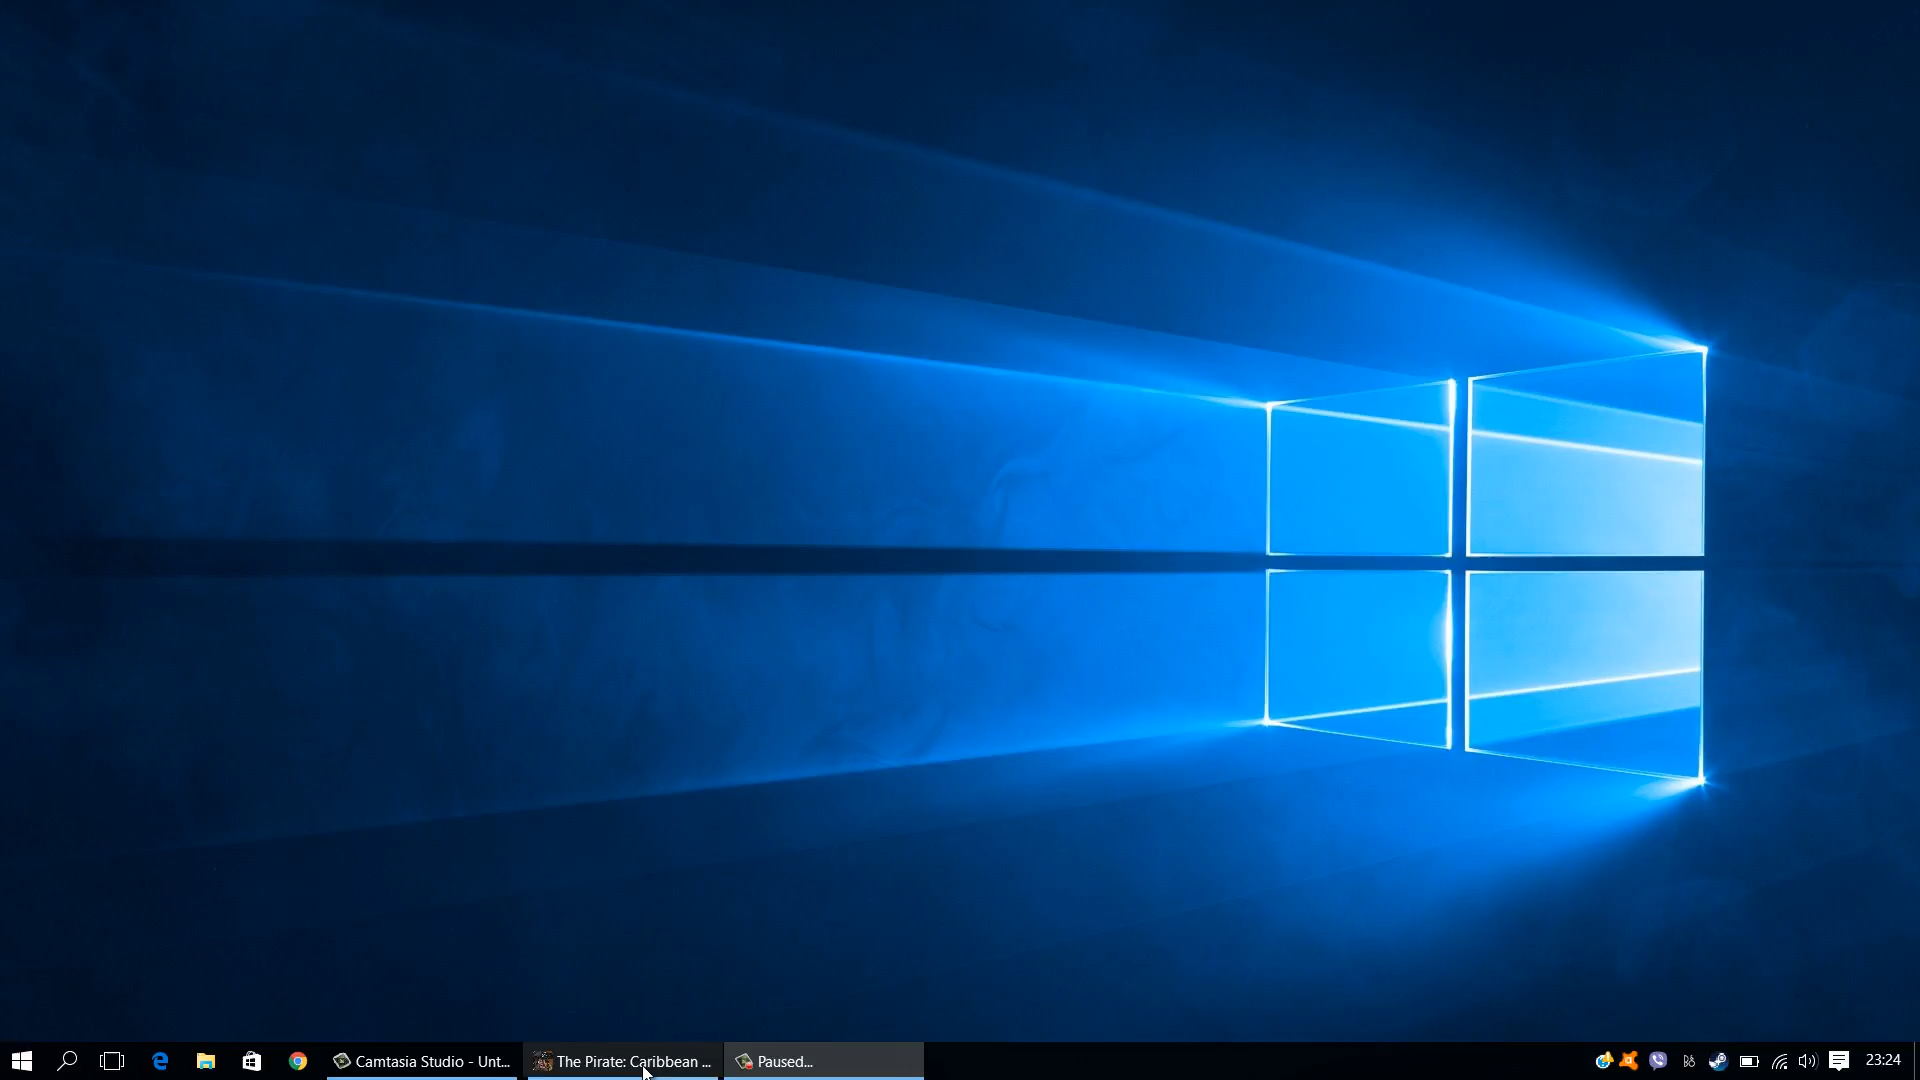 Camtasia Studio - Unt...
The Pirate: Caribbean ...
Paused...
23:24